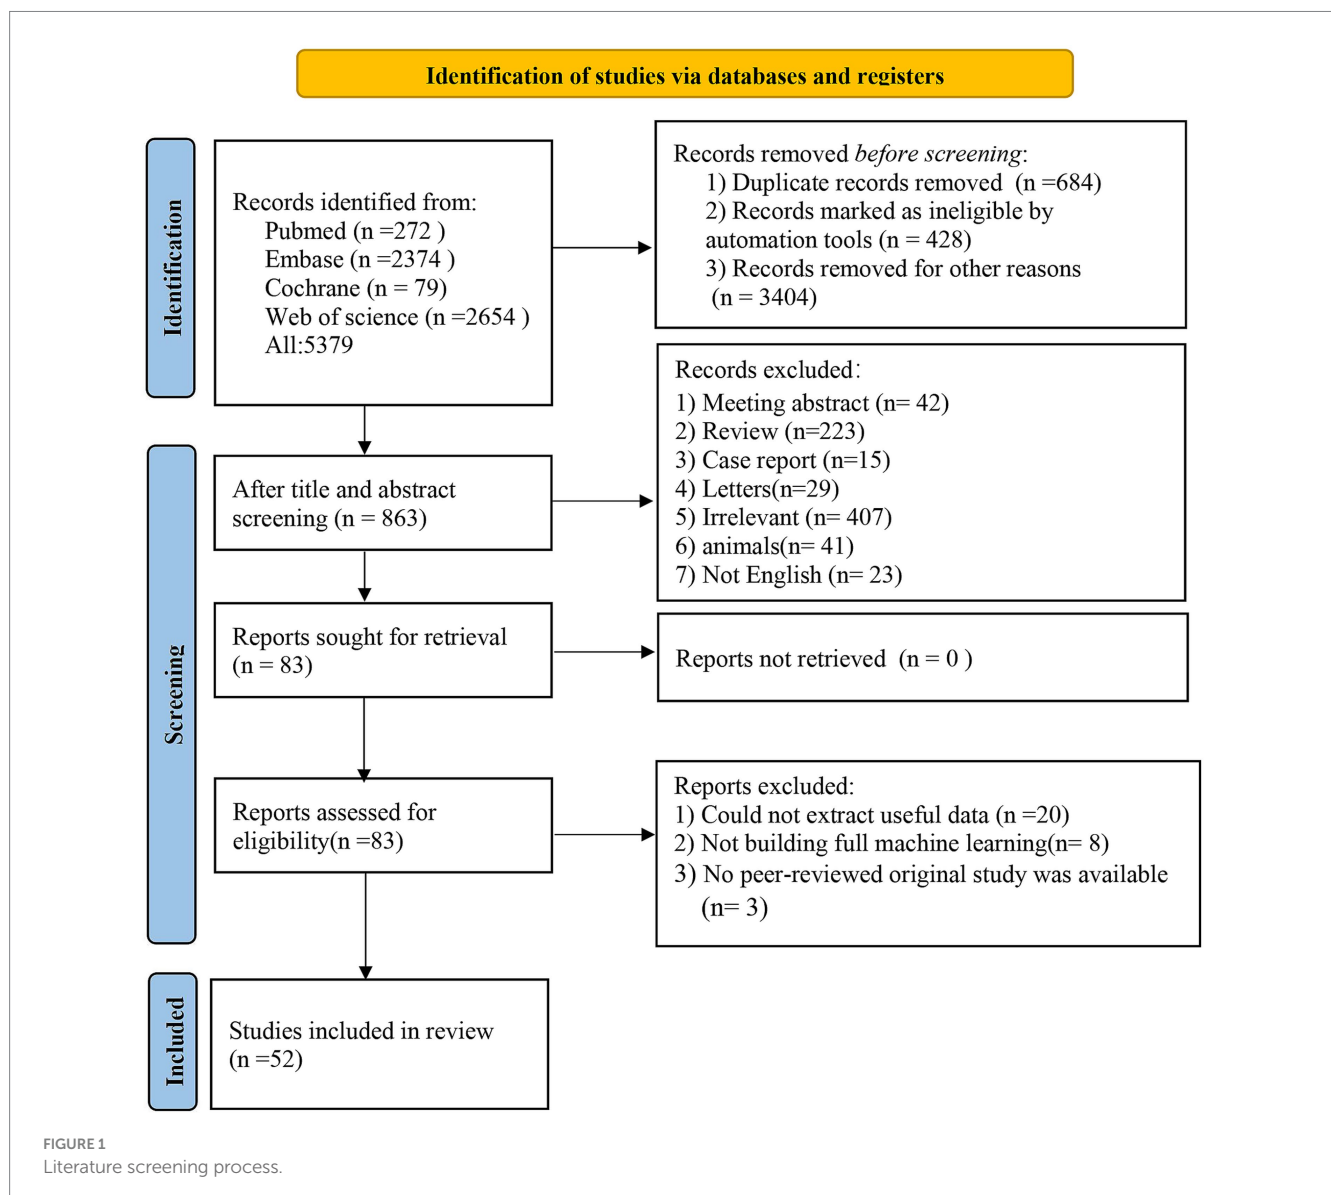 Identification of studies via databases and registers
Identification
Records identified from:
Pubmed (n =272 )
Embase (n =2374 )
Cochrane (n = 79)
Web of science (n =2654 )
All:5379
Records removed before screening:
1) Duplicate records removed (n =684)
2) Records marked as ineligible by
automation tools (n = 428)
3) Records removed for other reasons
(n = 3404)
Screening
After title and abstract
screening (n = 863)
Records excluded:
1) Meeting abstract (n= 42)
2) Review (n=223)
3) Case report (n=15)
4) Letters(n=29)
5) Irrelevant (n= 407)
6) animals(n= 41)
7) Not English (n= 23)
Reports sought for retrieval
(n = 83)
Reports not retrieved (n = 0 )
Reports assessed for
eligibility(n =83)
Reports excluded:
1) Could not extract useful data (n =20)
2) Not building full machine learning(n= 8)
3) No peer-reviewed original study was available
(n= 3)
Included
Studies included in review
(n =52)
FIGURE 1
Literature screening process.